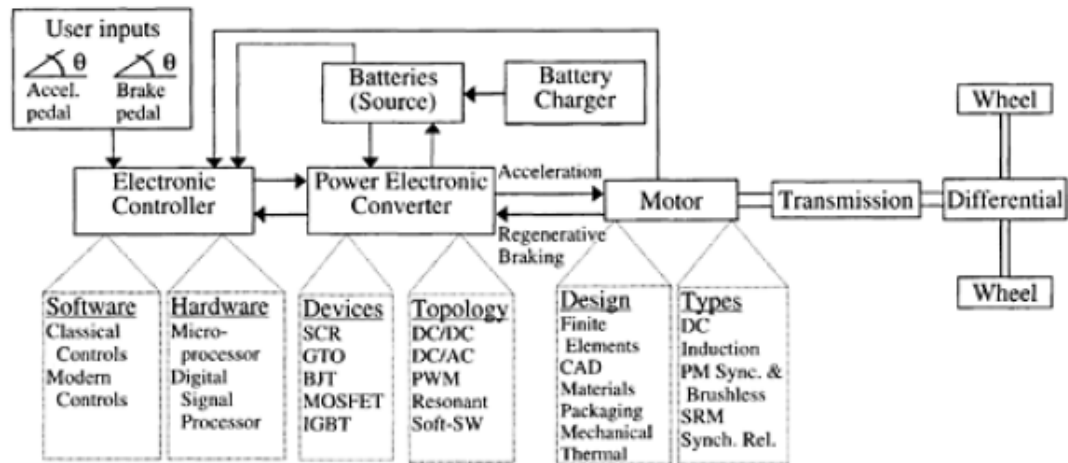 User inputs
θ θ
Accel. Brake
pedal pedal
Batteries
(Source)
Battery
Charger
Wheel
Electronic
Controller
Power Electronic
Converter
Acceleration
Regenerative
Braking
Motor
Transmission
Differential
Wheel
Software
Classical
Controls
Modern
Controls
Hardware
Micro-
processor
Digital
Signal
Processor
Devices
SCR
GTO
BJT
MOSFET
IGBT
Topology
DC/DC
DC/AC
PWM
Resonant
Soft-SW
Design
Finite
Elements
CAD
Materials
Packaging
Mechanical
Thermal
Types
DC
Induction
PM Sync. &
Brushless
SRM
Synch. Rel.